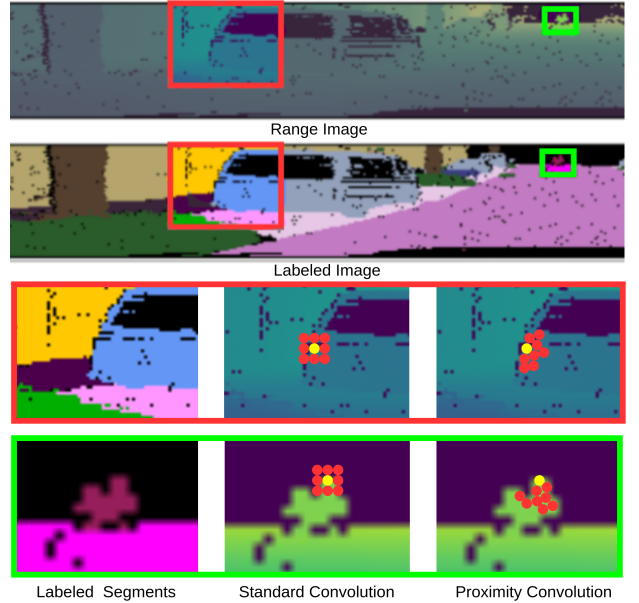 Range Image
Labeled Image
Labeled Segments
Standard Convolution
Proximity Convolution